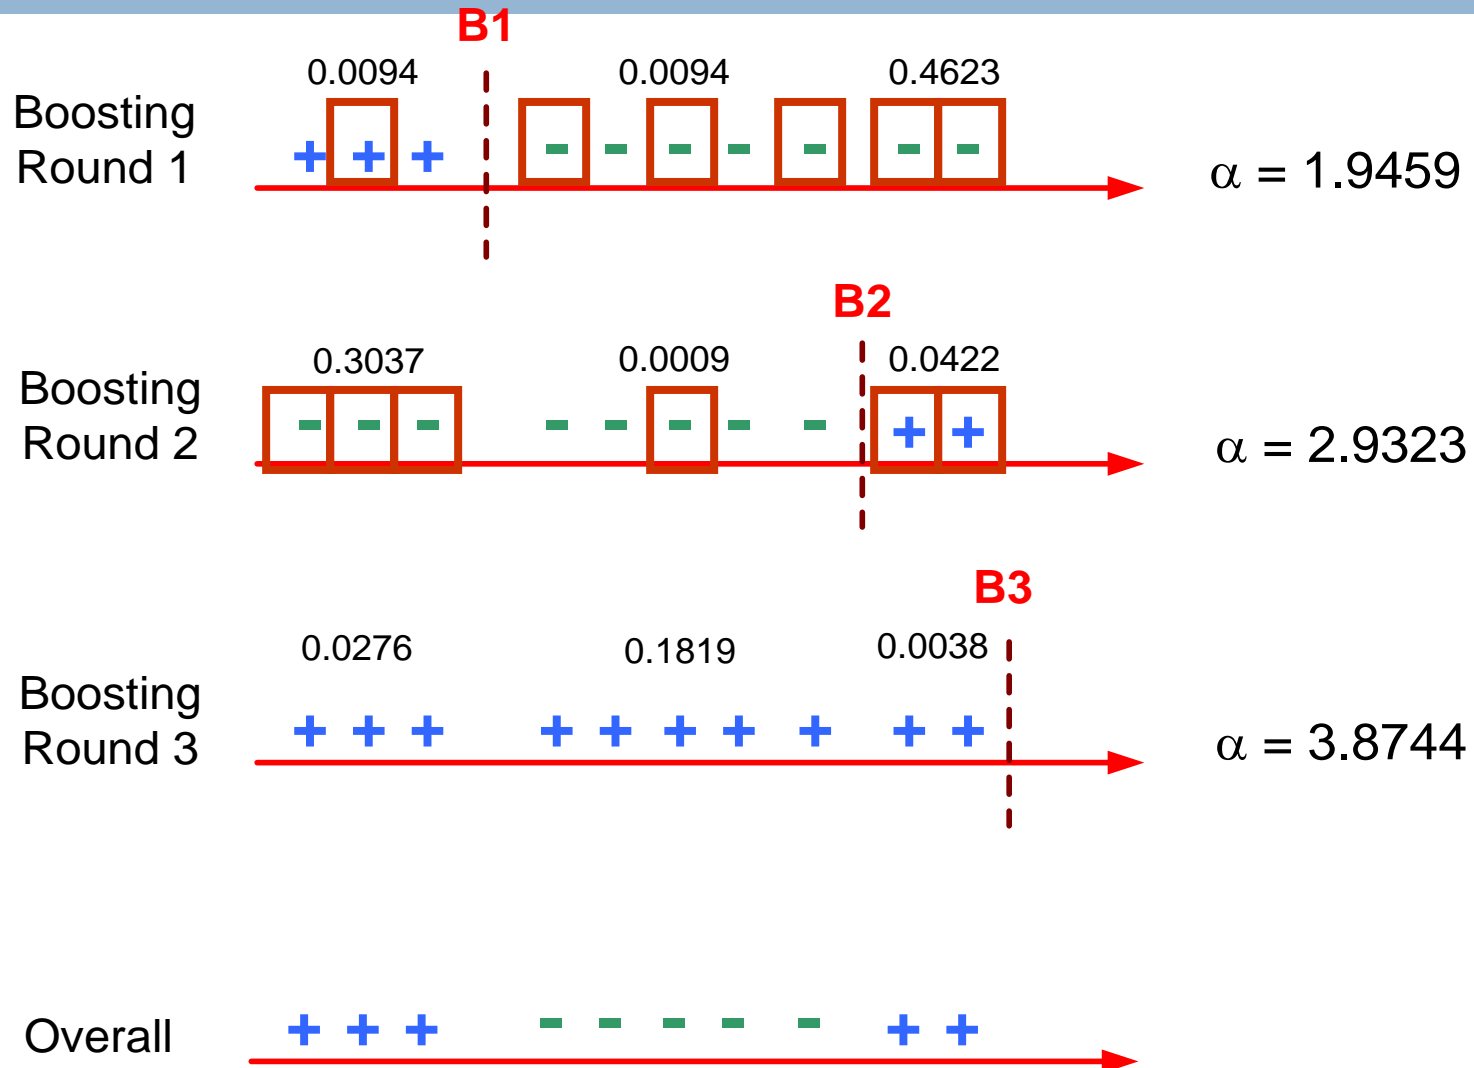 B1
0.0094 0.0094 0.4623
Boosting
Round 1
+ + + - - - - - - -
α = 1.9459
B2
0.3037 0.0009 0.0422
Boosting
Round 2
- - - - - - - - + +
α = 2.9323
B3
0.0276 0.1819 0.0038
Boosting
Round 3
+ + + + + + + + + +
α = 3.8744
Overall
+ + + - - - - - + +